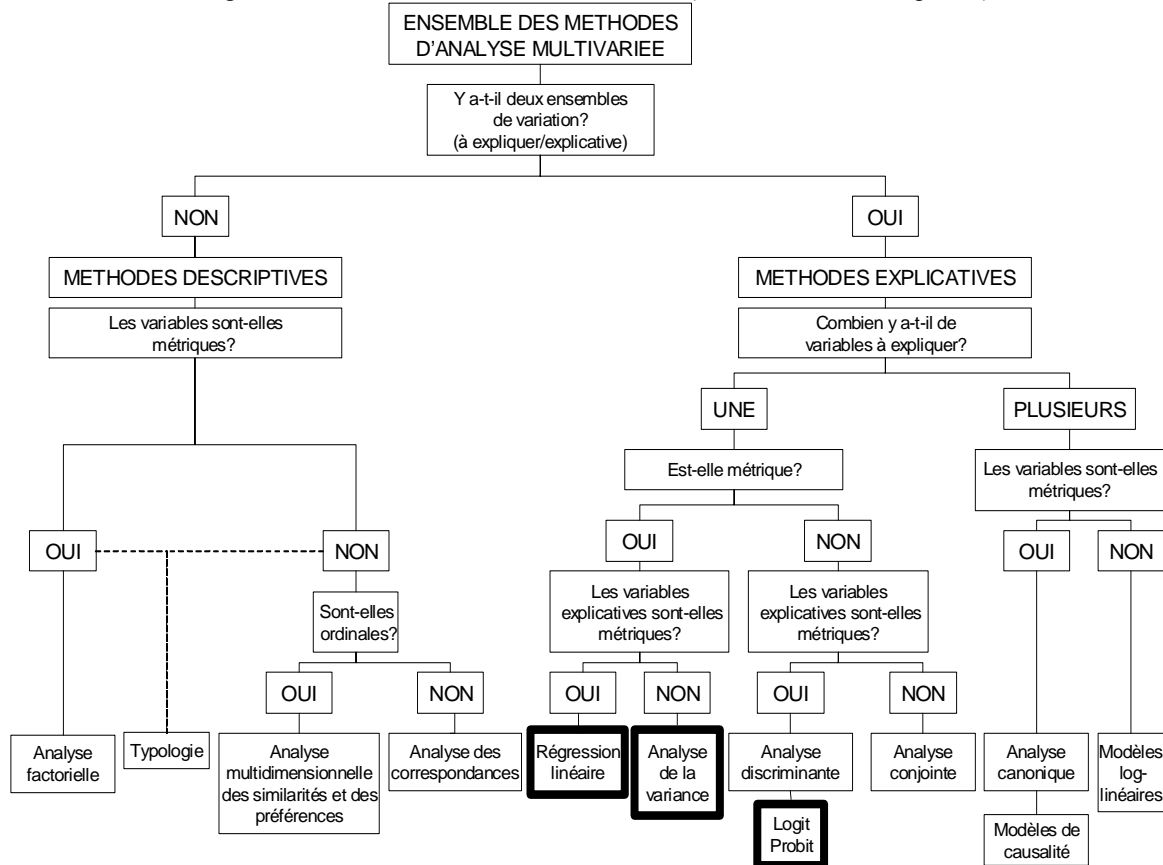 ENSEMBLE DES METHODES
D'ANALYSE MULTIVARIEE
Y a-t-il deux ensembles
de variation?
(à expliquer/explicative)
NON
OUI
METHODES DESCRIPTIVES
METHODES EXPLICATIVES
Les variables sont-elles
métriques?
Combien y a-t-il de
variables à expliquer?
UNE
PLUSIEURS
Est-elle métrique?
Les variables sont-elles
métriques?
OUI
NON
OUI
NON
OUI
NON
Sont-elles
ordinales?
Les variables
explicatives sont-elles
métriques?
Les variables
explicatives sont-elles
métriques?
OUI
NON
OUI
NON
OUI
NON
Analyse
factorielle
Typologie
Analyse
multidimensionnelle
des similarités et des
préférences
Analyse des
correspondances
Régression
linéaire
Analyse
de la
variance
Analyse
discriminante
Analyse
conjointe
Analyse
canonique
Modèles
log-
linéaires
Logit
Probit
Modèles de
causalité